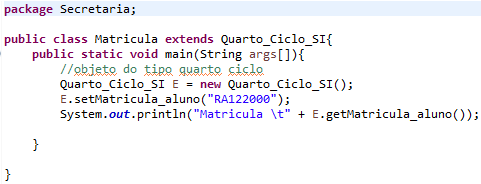 package Secretaria;
public class Matricula extends Quarto_Ciclo_SI{
public static void main(String args[]){
//objeto do tipo quarto ciclo
Quarto_Ciclo_SI E = new Quarto_Ciclo_SI();
E.setMatricula_aluno("RA122000");
System.out.println("Matricula \t" + E.getMatricula_aluno());
}
}